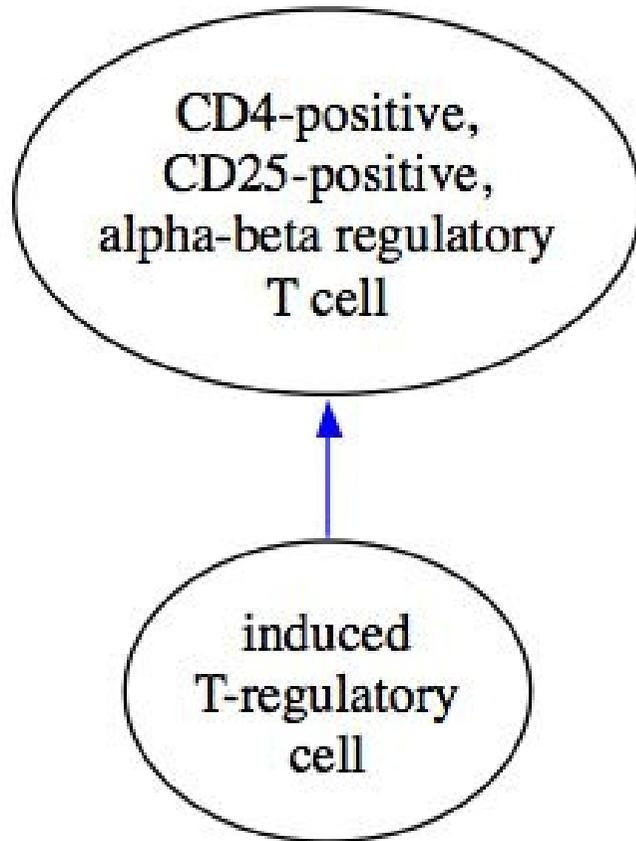 CD4-positive,
CD25-positive,
alpha-beta regulatory
T cell
induced
T-regulatory
cell